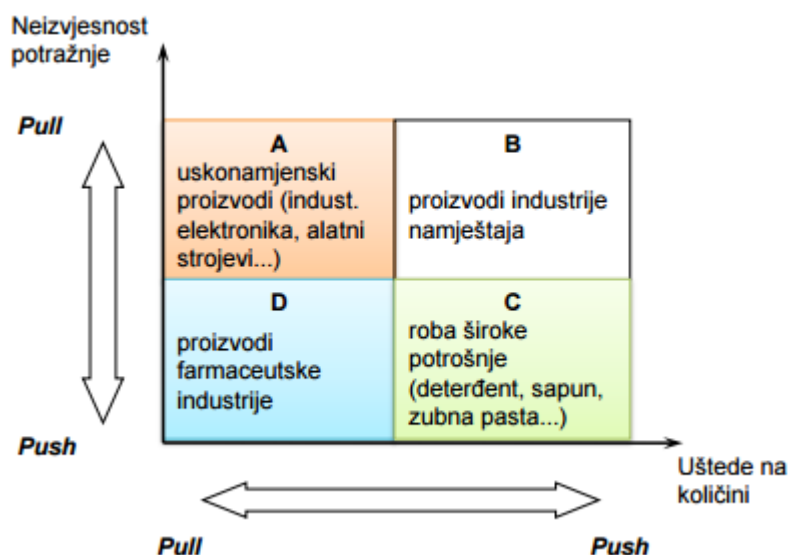 Neizvjesnost
potražnje
Pull
A
uskonamjenski
proizvodi (indust.
elektronika, alatni
strojevi...)
B
proizvodi industrije
namještaja
D
proizvodi
farmaceutske
industrije
C
roba široke
potrošnje
(deterđent, sapun,
zubna pasta...)
Push
Uštede na
količini
Pull
Push